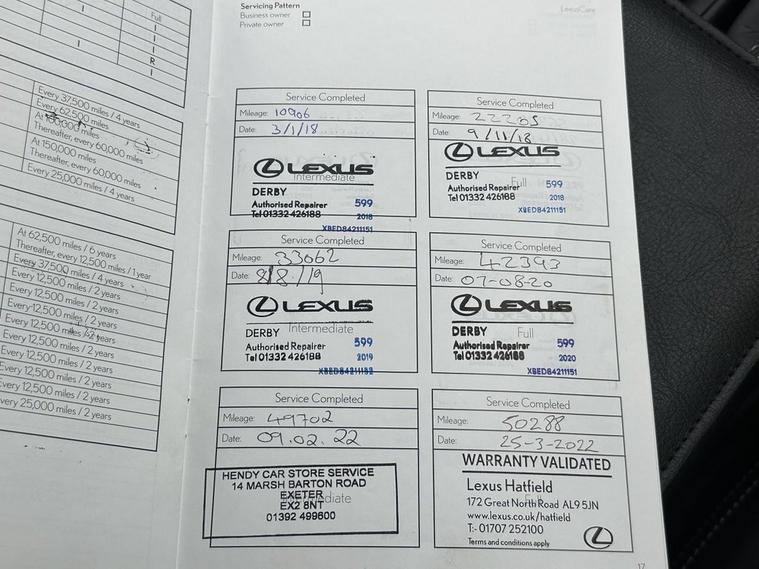 Full
I
I
I
I
R
I
I
Every 37,500 miles / 4 years
Every 62,500 miles
At 100,000 miles
Thereafter, every 60,000 miles
At 150,000 miles
Thereafter, every 60,000 miles
Every 25,000 miles / 4 years
At 62,500 miles / 6 years
Thereafter, every 12,500 miles / 1 year
Every 37,500 miles / 4 years
Every 12,500 miles / 2 years
Every 12,500 miles / 2 years
Every 12,500 miles / 2 years
Every 12,500 miles / 2 years
Every 12,500 miles / 2 years
Every 12,500 miles / 2 years
Every 12,500 miles / 2 years
Every 25,000 miles / 2 years
Servicing Pattern
Business owner
Private owner
Service Completed
Mileage: 10906
Date: 3/1/18
LEXUS
Intermediate
DERBY
Authorised Repairer 599
Tel 01332 426188 2018
XBED84211151
Service Completed
Mileage: 22205
Date: 9/11/18
LEXUS
DERBY Full
Authorised Repairer 599
Tel 01332 426188 2018
XBED84211151
Service Completed
Mileage: 33062
Date: 8/8/19
LEXUS
DERBY Intermediate
Authorised Repairer 599
Tel 01332 426188 2019
Service Completed
Mileage: 42393
Date: 07-08-20
LEXUS
DERBY Full
Authorised Repairer 599
Tel 01332 426188 2020
XBED84211151
Service Completed
Mileage: 49702
Date: 09.02.22
HENDY CAR STORE SERVICE
14 MARSH BARTON ROAD
EXETER
Intermediate
EX2 8NT
01392 499600
Service Completed
Mileage: 50288
Date: 25-3-2022
WARRANTY VALIDATED
Lexus Hatfield
172 Great North Road AL9 5JN
www.lexus.co.uk/hatfield
T:- 01707 252100
Terms and conditions apply
17